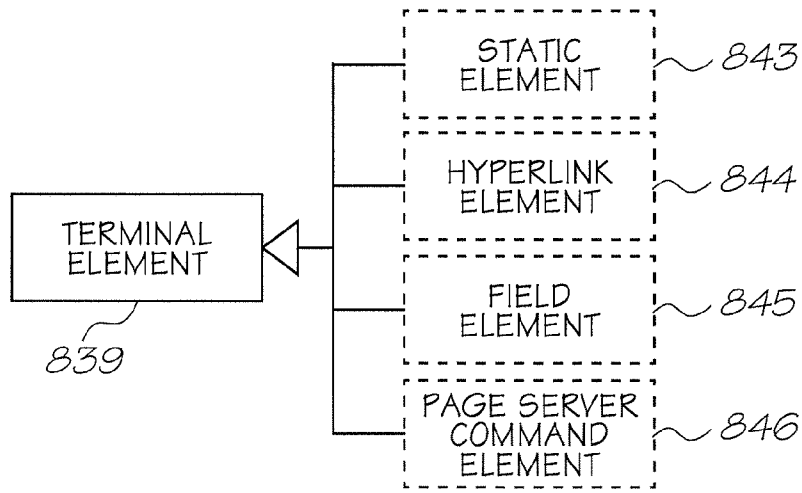 STATIC
ELEMENT
843
HYPERLINK
ELEMENT
844
TERMINAL
ELEMENT
839
FIELD
ELEMENT
845
PAGE SERVER
COMMAND
ELEMENT
846